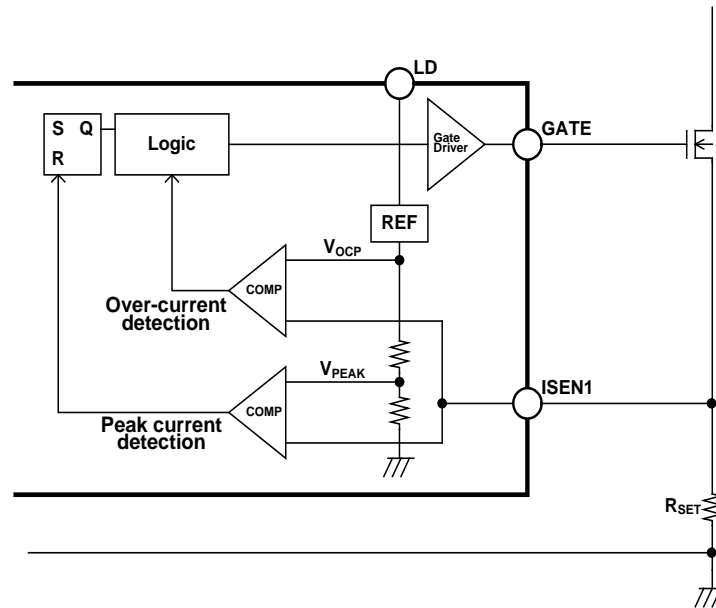 LD
S Q
R
Logic
Gate
Driver
GATE
REF
VOCP
COMP
Over-current
detection
VPEAK
ISEN1
COMP
Peak current
detection
RSET